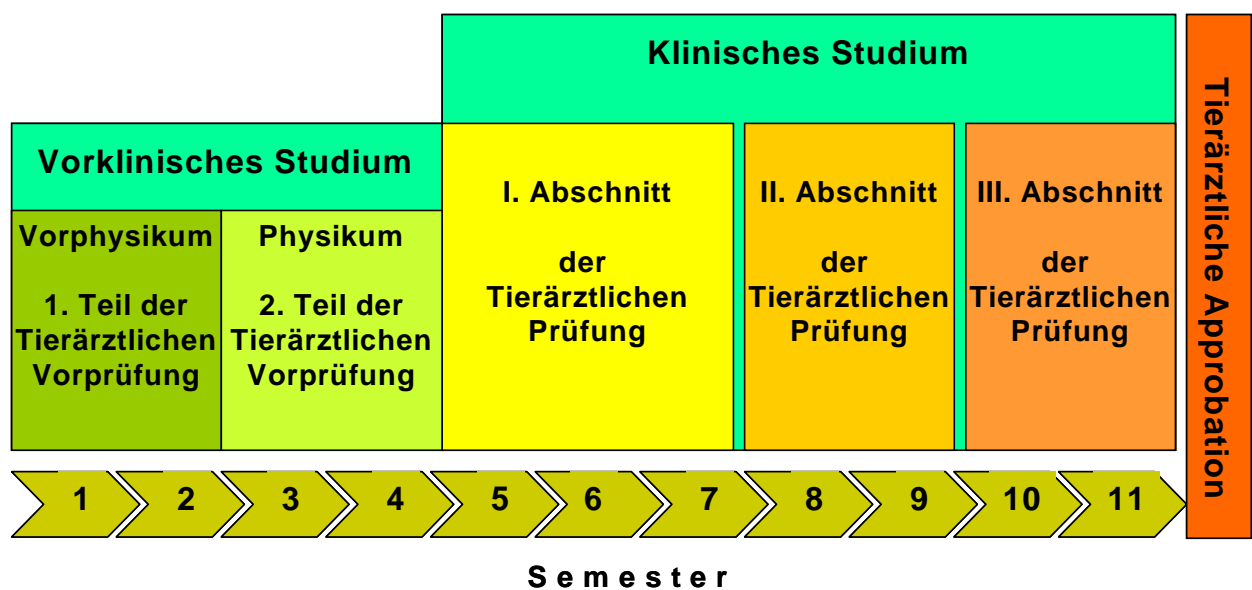 Klinisches Studium
Vorklinisches Studium
Vorphysikum
1. Teil der
Tierärztlichen
Vorprüfung
Physikum
2. Teil der
Tierärztlichen
Vorprüfung
I. Abschnitt
der
Tierärztlichen
Prüfung
II. Abschnitt
der
Tierärztlichen
Prüfung
III. Abschnitt
der
Tierärztlichen
Prüfung
Tierärztliche Approbation
1 2 3 4 5 6 7 8 9 10 11
Semester